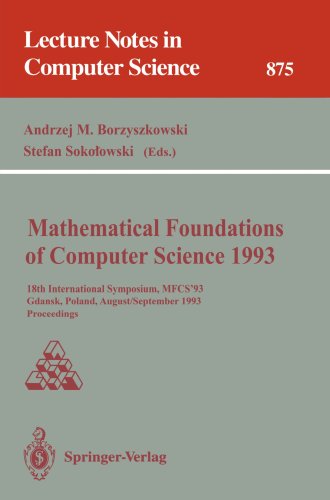 Lecture Notes in
Computer Science 875
Andrzej M. Borzyszkowski
Stefan Sokołowski (Eds.)
Mathematical Foundations
of Computer Science 1993
18th International Symposium, MFCS'93
Gdansk, Poland, August/September 1993
Proceedings
Springer-Verlag